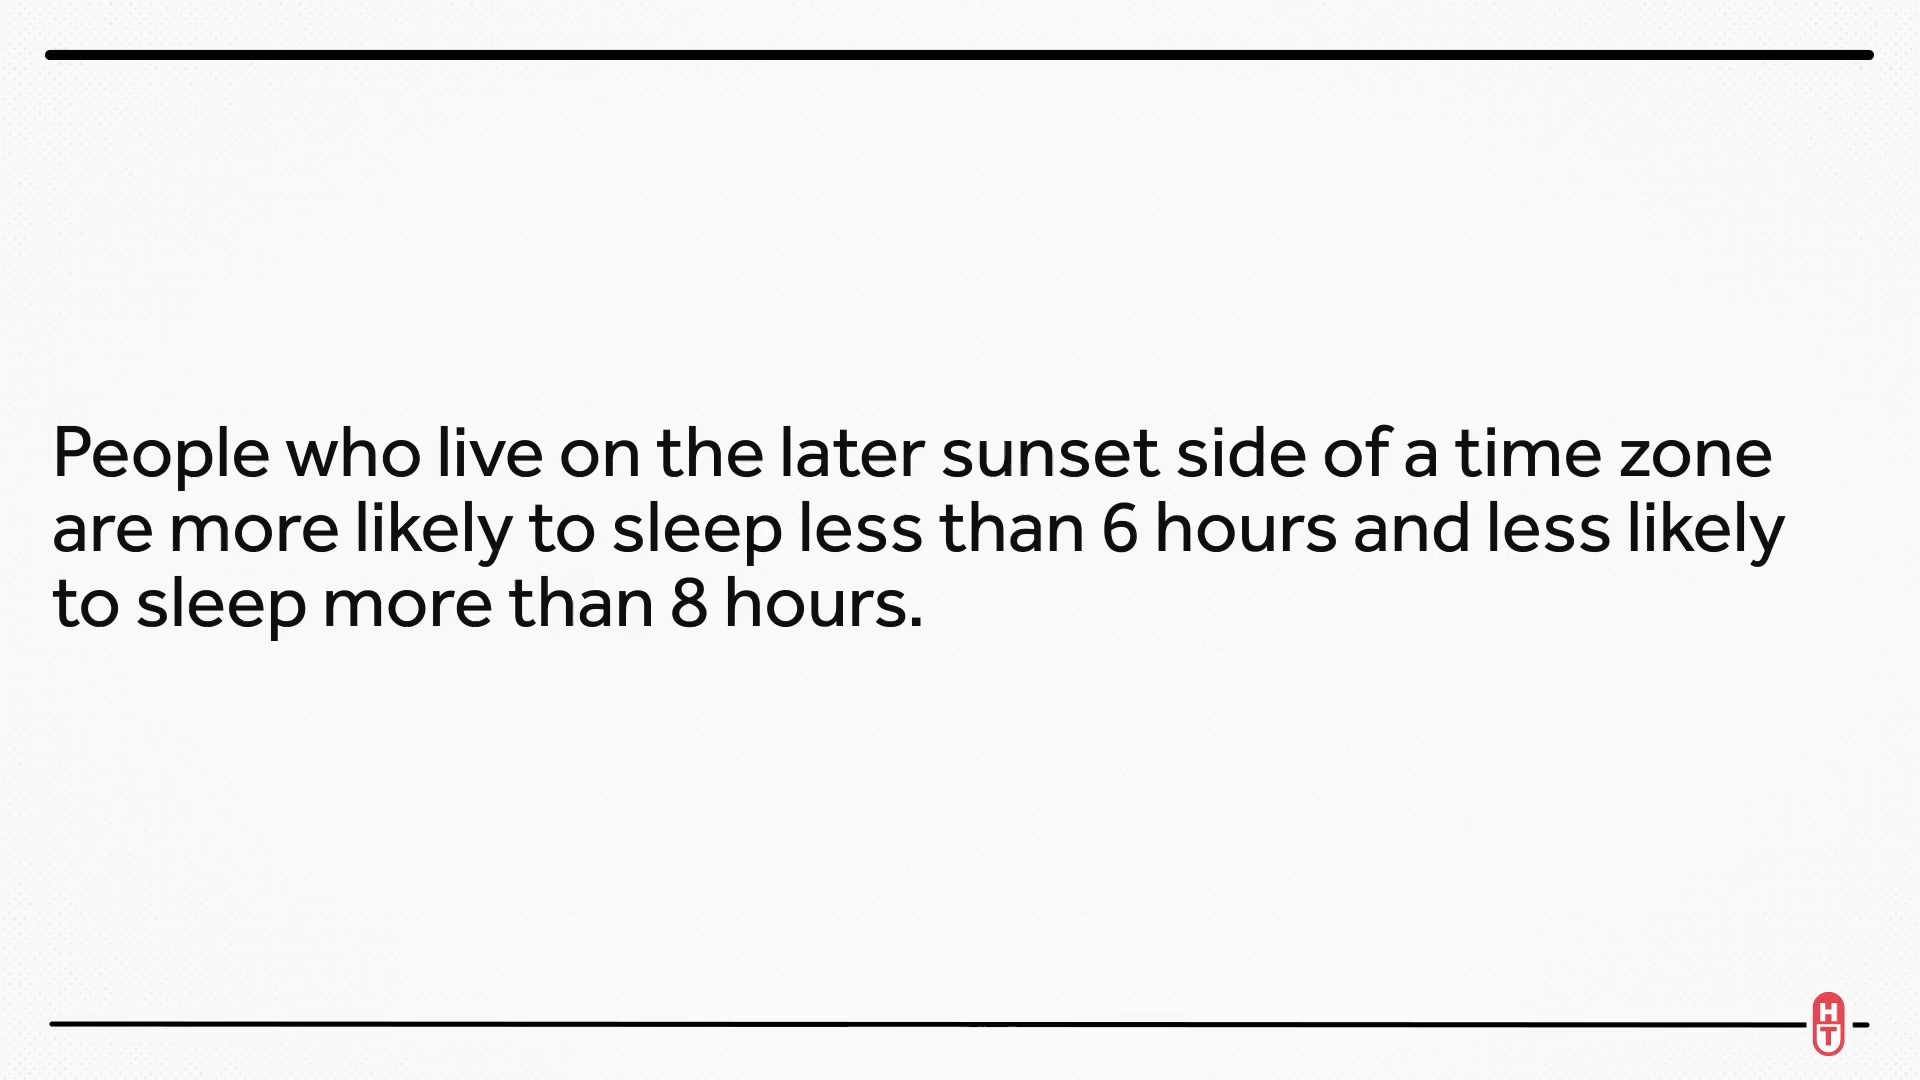 People who live on the later sunset side of a time zone
are more likely to sleep less than 6 hours and less likely
to sleep more than 8 hours.
H
T